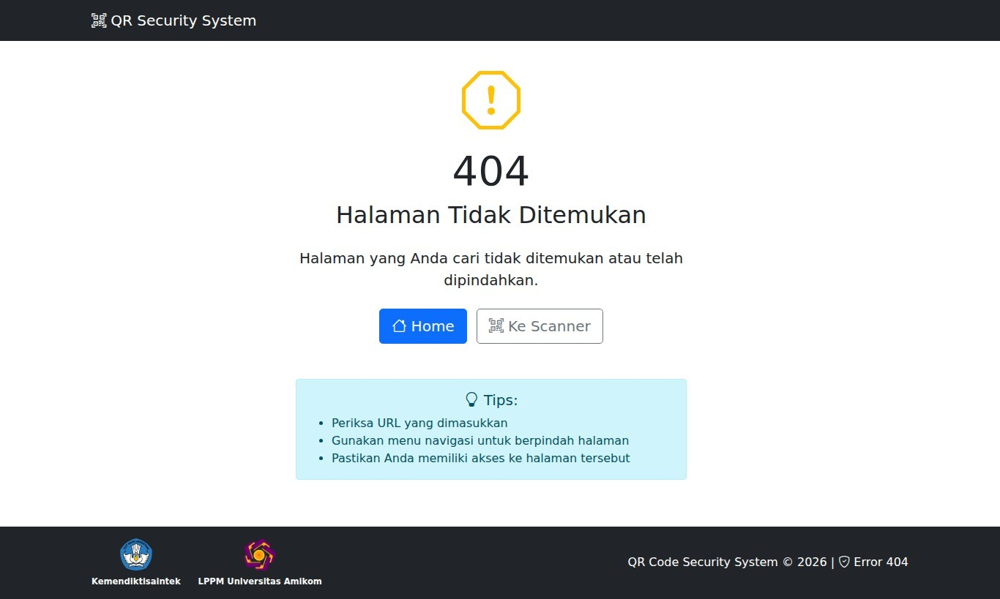 QR Security System
404
Halaman Tidak Ditemukan
Halaman yang Anda cari tidak ditemukan atau telah
dipindahkan.
Home
Ke Scanner
Tips:
Periksa URL yang dimasukkan
Gunakan menu navigasi untuk berpindah halaman
Pastikan Anda memiliki akses ke halaman tersebut
Kemendiktisaintek
LPPM Universitas Amikom
QR Code Security System © 2026 | Error 404